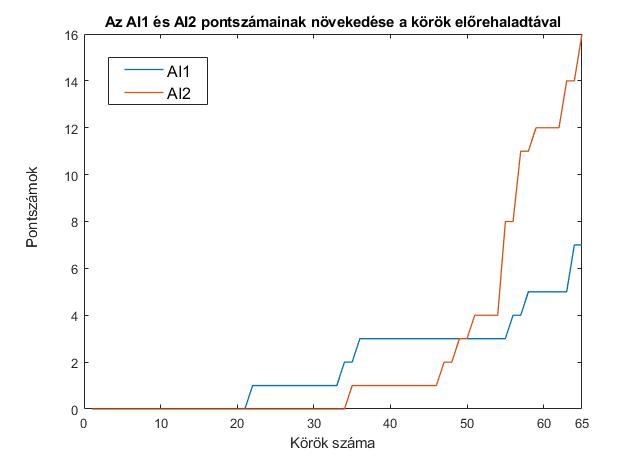 Az AI1 és AI2 pontszámainak növekedése a körök előrehaladtával
16
14
12
10
8
6
4
2
0
Pontszámok
AI1
AI2
0 10 20 30 40 50 60 65
Körök száma